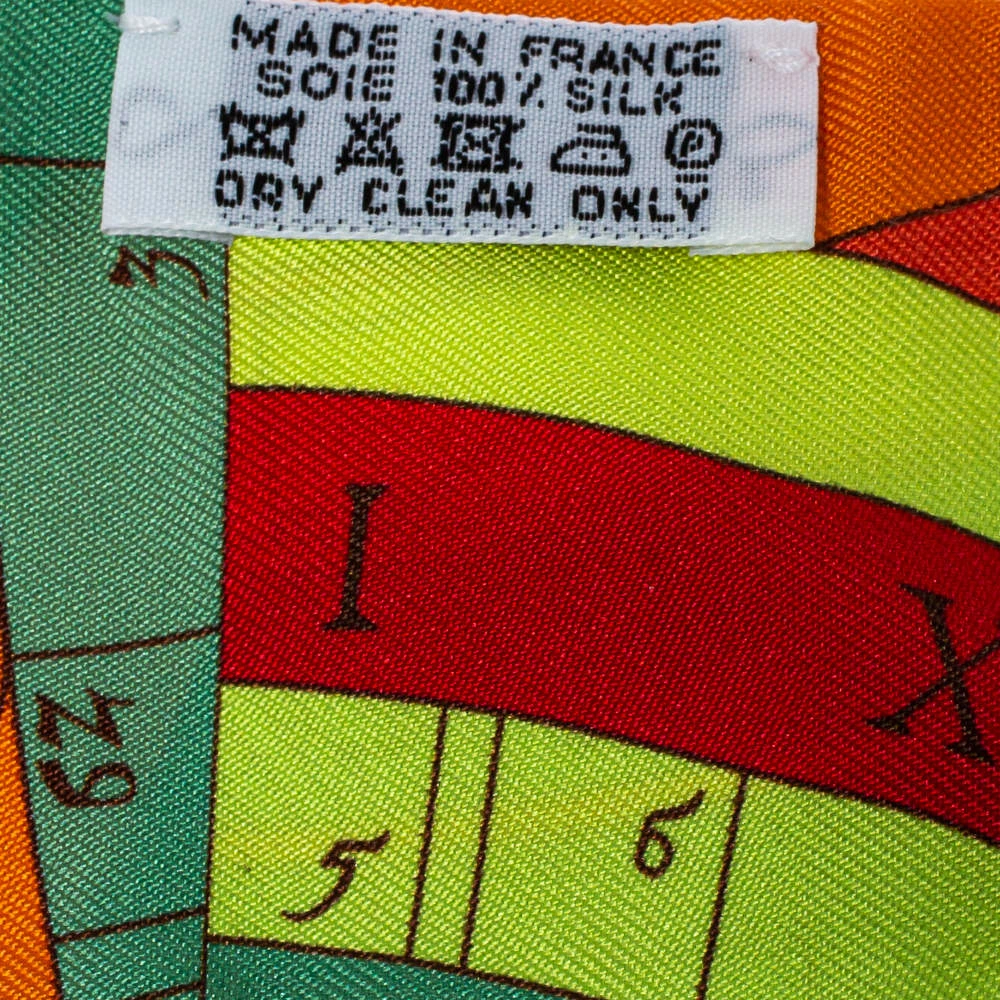 MADE IN FRANCE
SOIE 100% SILK
DRY CLEAN ONLY
3
I X
29
5 6